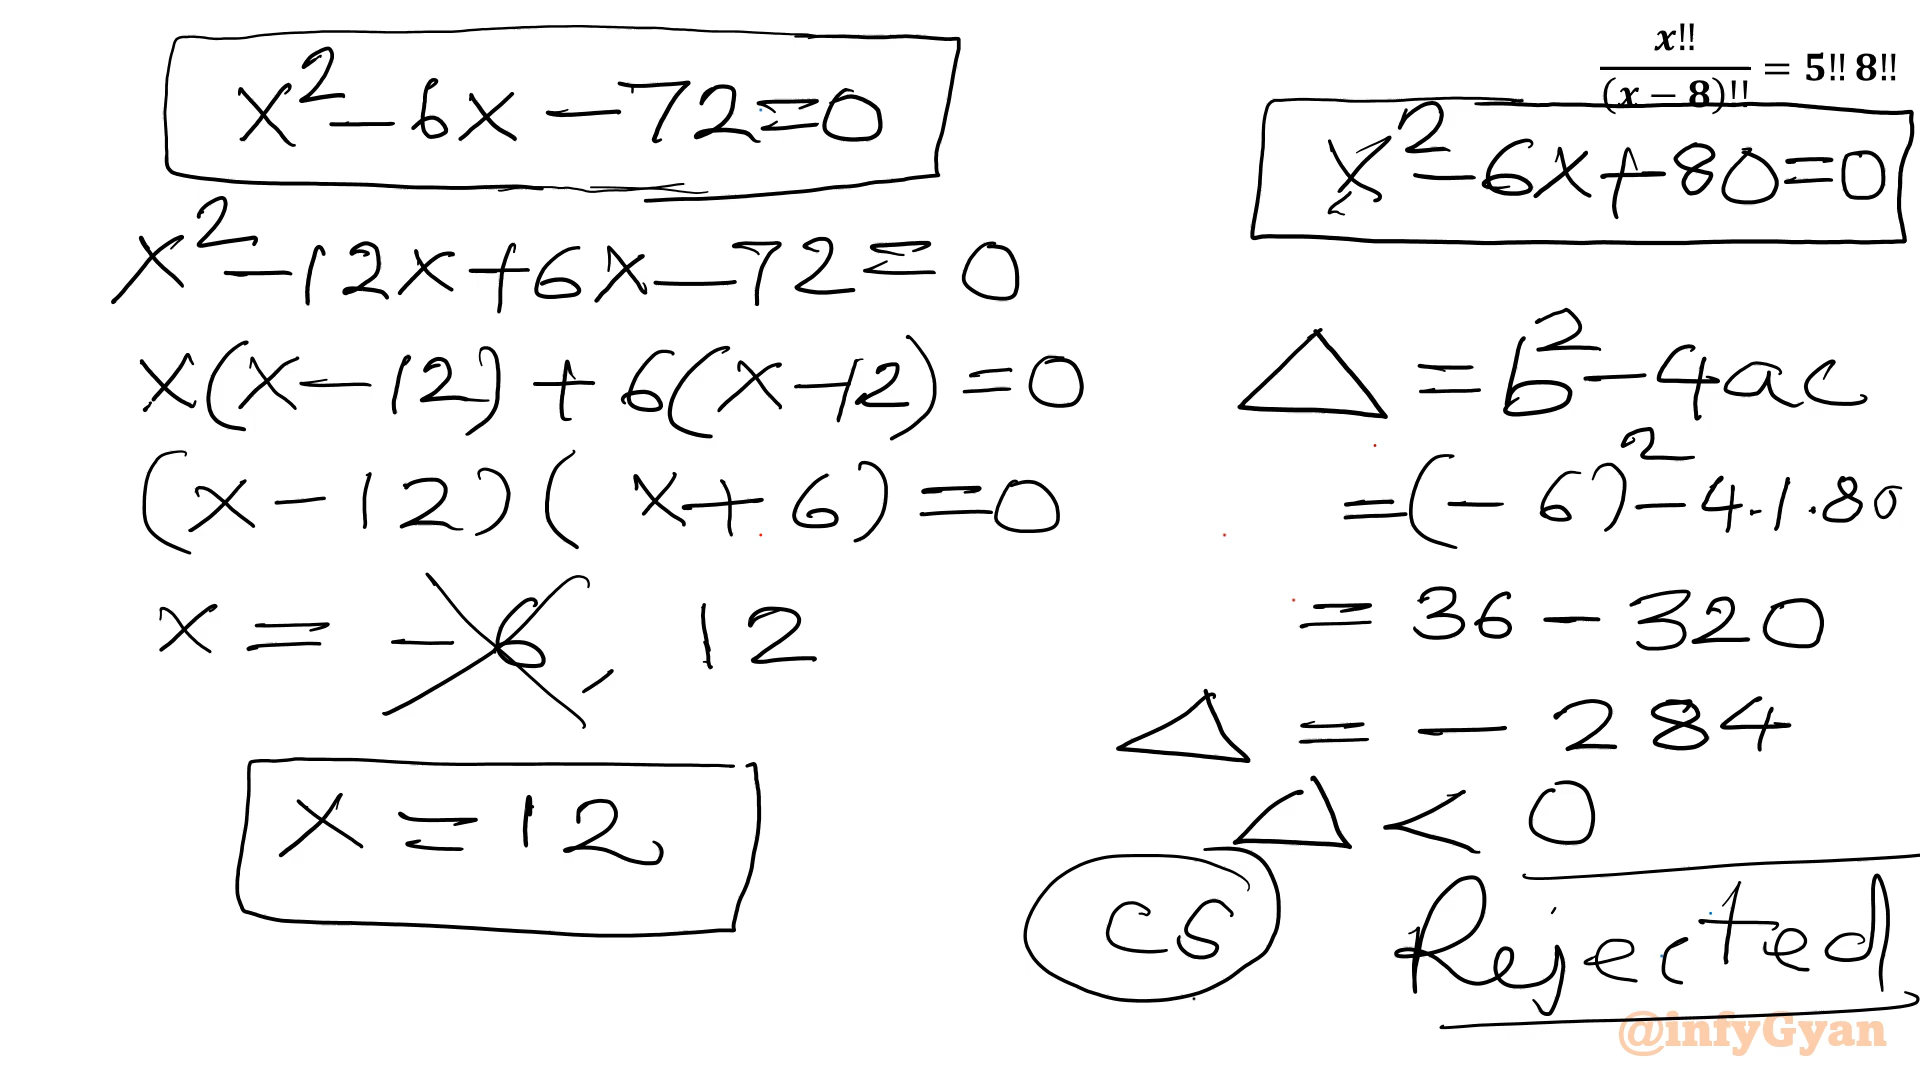 x!!/(x − 8)!! = 5!! 8!!
x² − 6x − 72 = 0
x² − 12x + 6x − 72 = 0
x(x − 12) + 6(x − 12) = 0
(x − 12)(x + 6) = 0
x = −6, 12
x = 12
x² − 6x + 80 = 0
△ = b² − 4ac
= (−6)² − 4.1.80
= 36 − 320
△ = − 284
△ < 0
CS
Rejected
@infyGyan